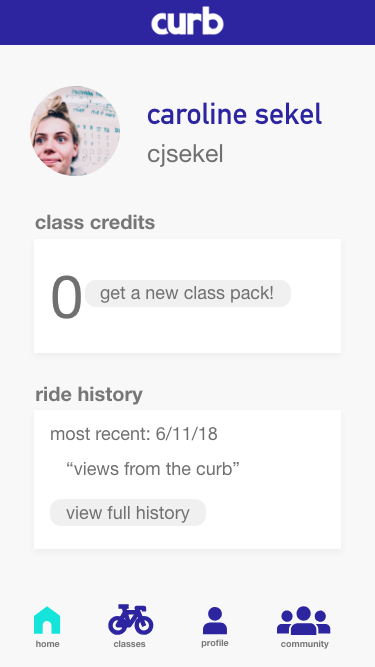 curb
caroline sekel
cjsekel
class credits
0 get a new class pack!
ride history
most recent: 6/11/18
“views from the curb”
view full history
home classes profile community